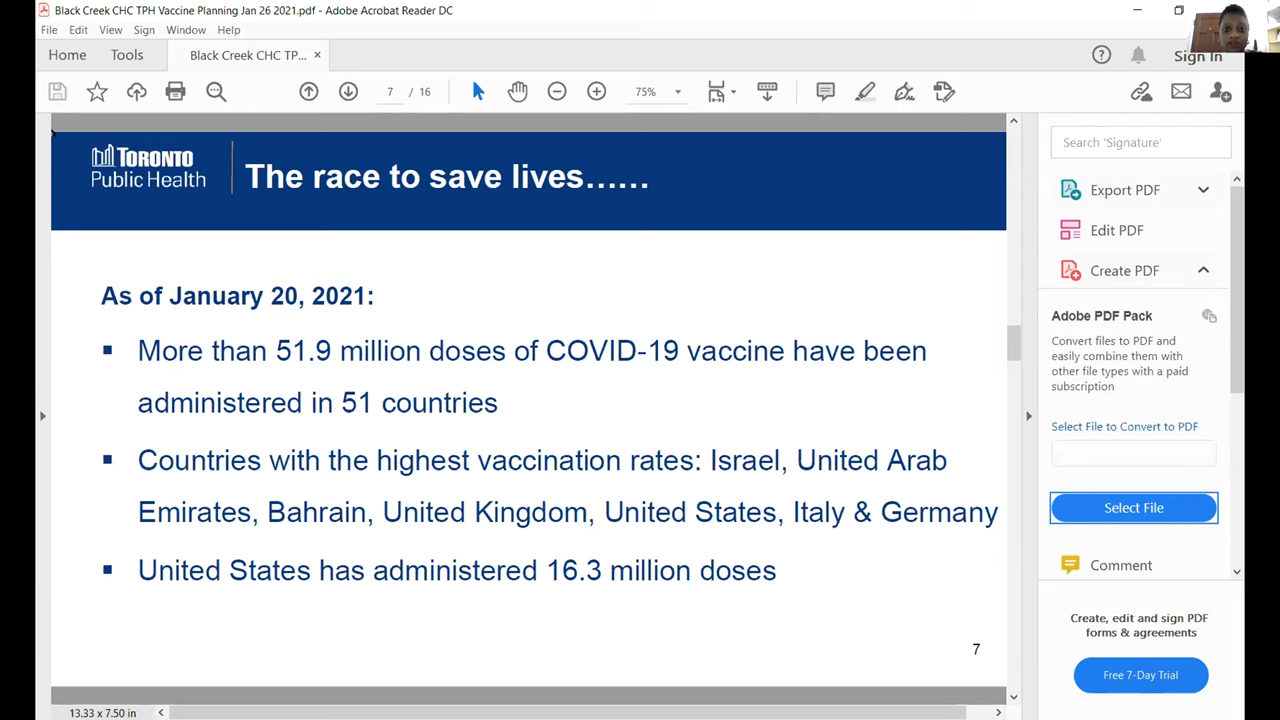 Black Creek CHC TPH Vaccine Planning Jan 26 2021.pdf - Adobe Acrobat Reader DC
File Edit View Sign Window Help
Home Tools Black Creek CHC TP... × Sign In
7 / 16 75%
TORONTO
Public Health
The race to save lives……
As of January 20, 2021:
▪ More than 51.9 million doses of COVID-19 vaccine have been
administered in 51 countries
▪ Countries with the highest vaccination rates: Israel, United Arab
Emirates, Bahrain, United Kingdom, United States, Italy & Germany
▪ United States has administered 16.3 million doses
7
13.33 x 7.50 in
Search 'Signature'
Export PDF
Edit PDF
Create PDF
Adobe PDF Pack
Convert files to PDF and
easily combine them with
other file types with a paid
subscription
Select File to Convert to PDF
Select File
Comment
Create, edit and sign PDF
forms & agreements
Free 7-Day Trial